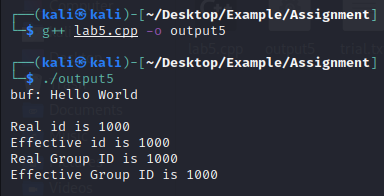 ┌──(kali㉿kali)-[~/Desktop/Example/Assignment]
└─$ g++ lab5.cpp -o output5
┌──(kali㉿kali)-[~/Desktop/Example/Assignment]
└─$ ./output5
buf: Hello World
Real id is 1000
Effective id is 1000
Real Group ID is 1000
Effective Group ID is 1000